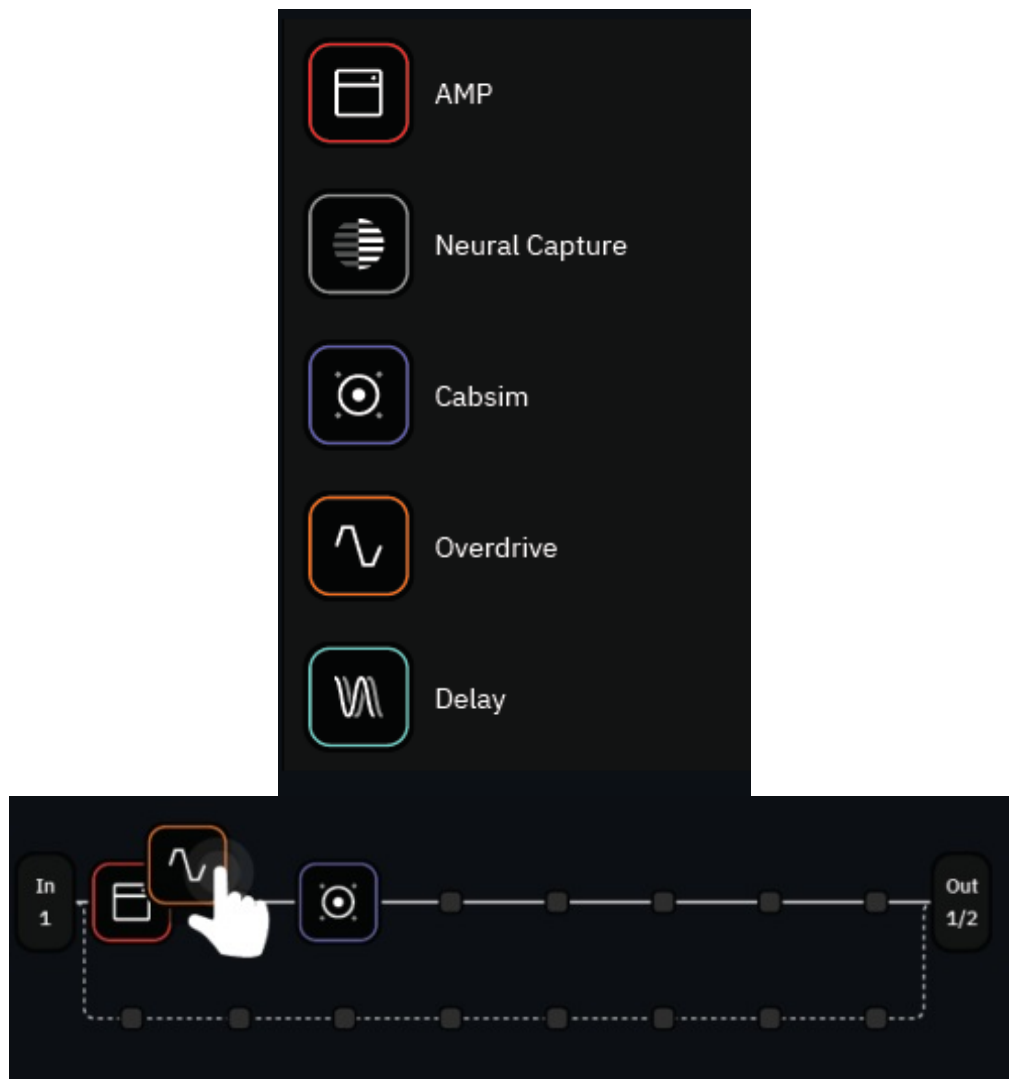 AMP
Neural Capture
Cabsim
Overdrive
Delay
In
1
Out
1/2